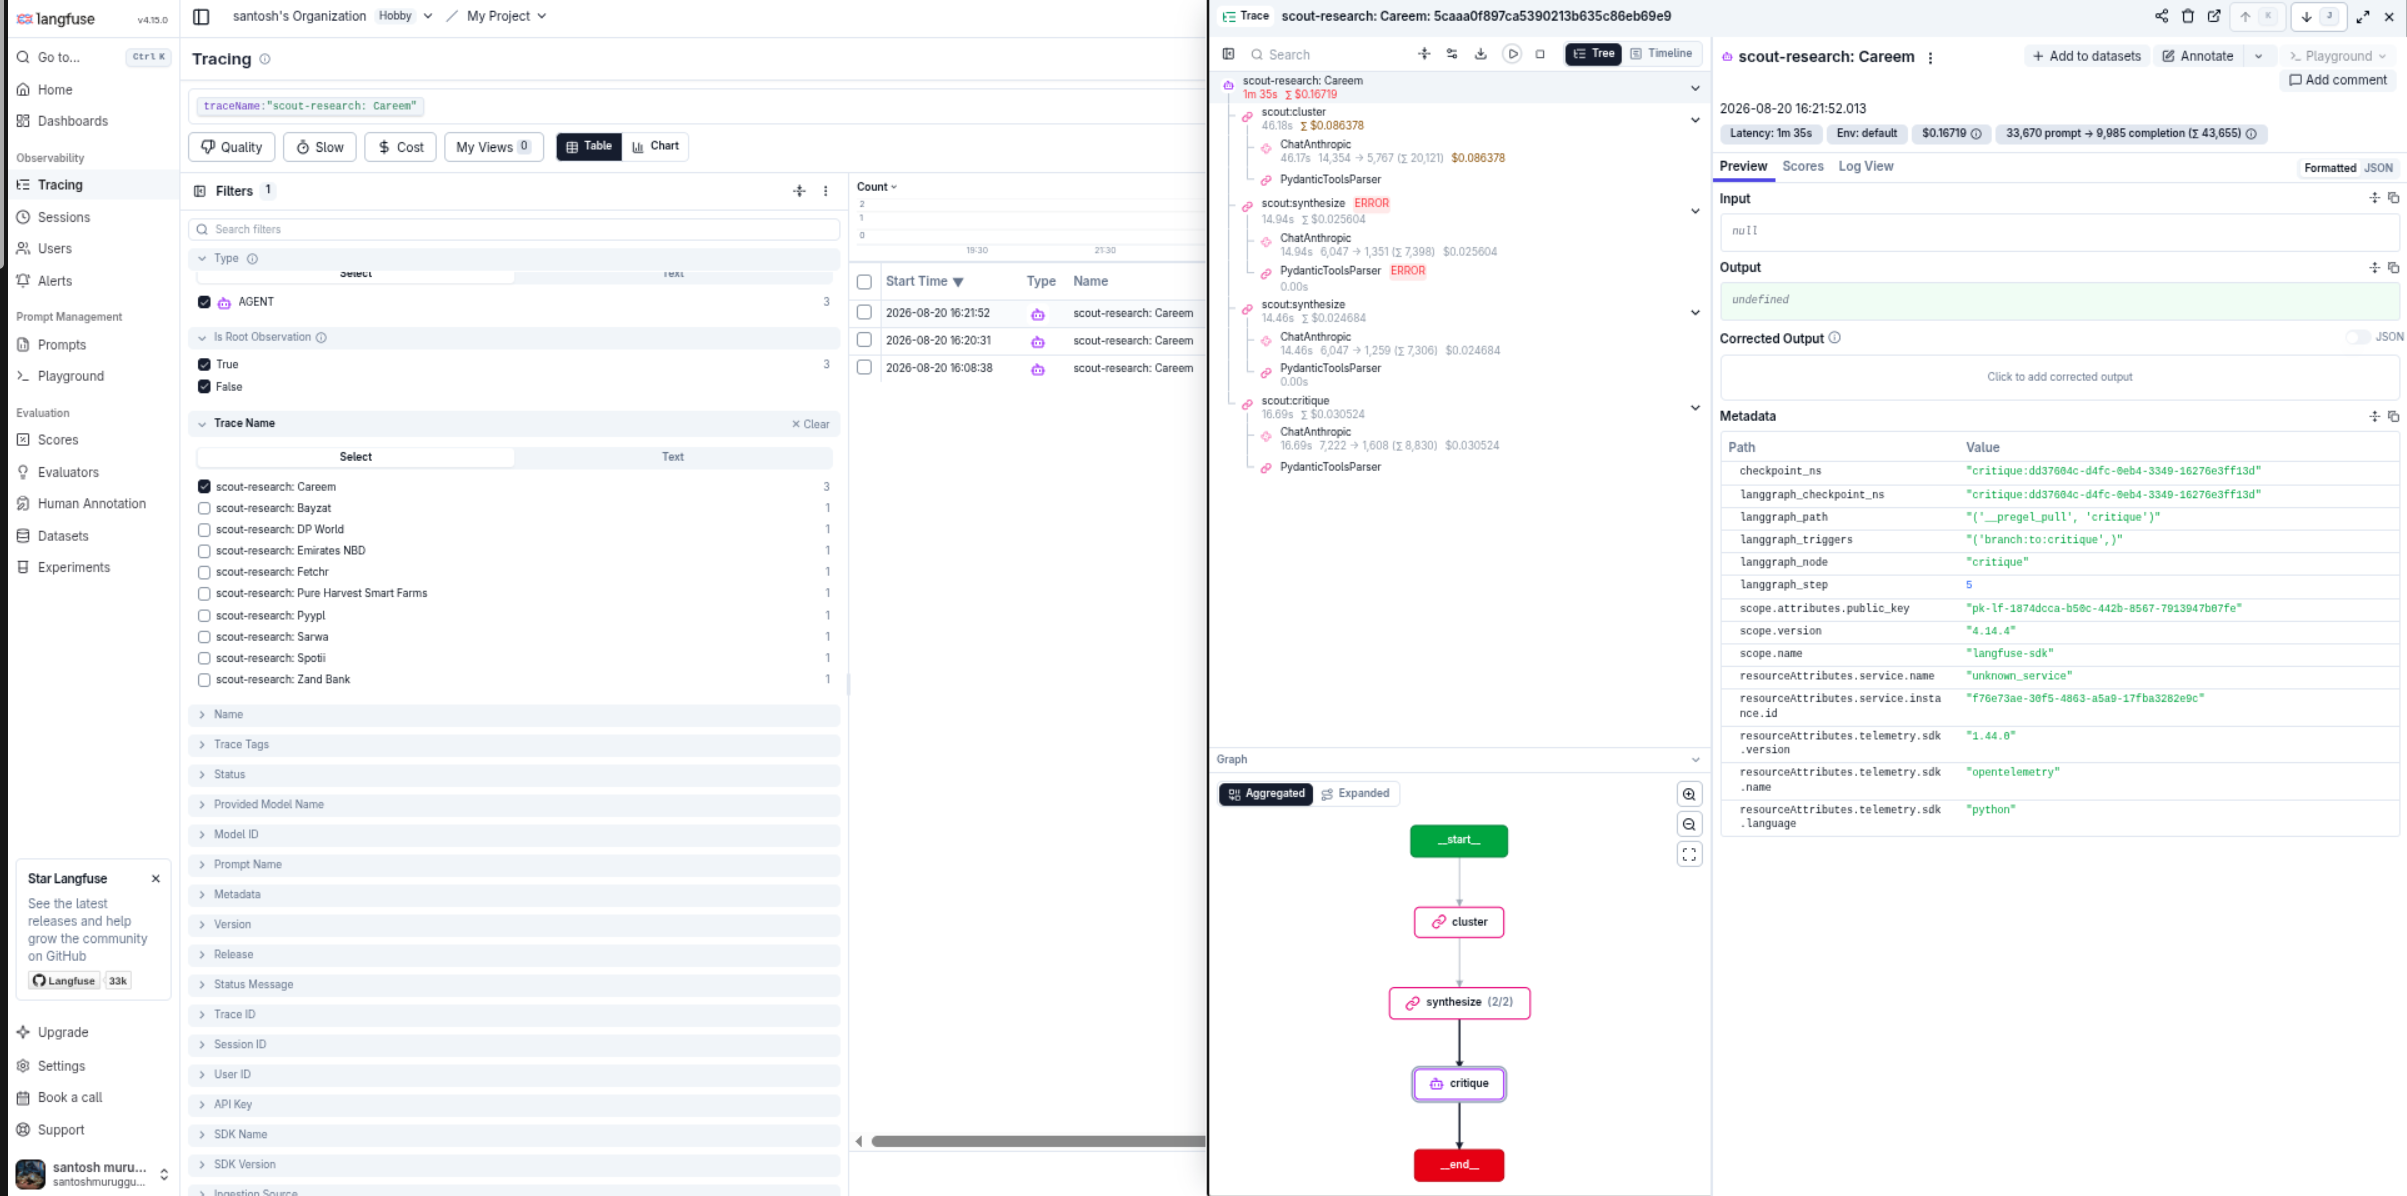 langfuse v4.15.0
Go to... Ctrl K
Home
Dashboards
Observability
Tracing
Sessions
Users
Alerts
Prompt Management
Prompts
Playground
Evaluation
Scores
Evaluators
Human Annotation
Datasets
Experiments
Star Langfuse
See the latest
releases and help
grow the community
on GitHub
Langfuse 33k
Upgrade
Settings
Book a call
Support
santosh muru...
santoshmuruggu...
santosh's Organization Hobby / My Project
Tracing
traceName:"scout-research: Careem"
Quality Slow Cost My Views 0 Table Chart
Filters 1
Search filters
Type
Select Text
AGENT 3
Is Root Observation
True 3
False
Trace Name Clear
Select Text
scout-research: Careem 3
scout-research: Bayzat 1
scout-research: DP World 1
scout-research: Emirates NBD 1
scout-research: Fetchr 1
scout-research: Pure Harvest Smart Farms 1
scout-research: Pyypl 1
scout-research: Sarwa 1
scout-research: Spotii 1
scout-research: Zand Bank 1
Name
Trace Tags
Status
Provided Model Name
Model ID
Prompt Name
Metadata
Version
Release
Status Message
Trace ID
Session ID
User ID
API Key
SDK Name
SDK Version
Ingestion Source
Count
2
1
0
19:30 21:30
Start Time ▼ Type Name
2026-08-20 16:21:52 scout-research: Careem
2026-08-20 16:20:31 scout-research: Careem
2026-08-20 16:08:38 scout-research: Careem
Trace scout-research: Careem: 5caaa0f897ca5390213b635c86eb69e9 K J
Search Tree Timeline
scout-research: Careem
1m 35s ∑ $0.16719
scout:cluster
46.18s ∑ $0.086378
ChatAnthropic
46.17s 14,354 → 5,767 (∑ 20,121) $0.086378
PydanticToolsParser
scout:synthesize ERROR
14.94s ∑ $0.025604
ChatAnthropic
14.94s 6,047 → 1,351 (∑ 7,398) $0.025604
PydanticToolsParser ERROR
0.00s
scout:synthesize
14.46s ∑ $0.024684
ChatAnthropic
14.46s 6,047 → 1,259 (∑ 7,306) $0.024684
PydanticToolsParser
0.00s
scout:critique
16.69s ∑ $0.030524
ChatAnthropic
16.69s 7,222 → 1,608 (∑ 8,830) $0.030524
PydanticToolsParser
Graph
Aggregated Expanded
__start__
cluster
synthesize (2/2)
critique
__end__
scout-research: Careem + Add to datasets Annotate Playground
Add comment
2026-08-20 16:21:52.013
Latency: 1m 35s Env: default $0.16719 33,670 prompt → 9,985 completion (∑ 43,655)
Preview Scores Log View Formatted JSON
Input
null
Output
undefined
Corrected Output JSON
Click to add corrected output
Metadata
Path Value
checkpoint_ns "critique:dd37604c-d4fc-0eb4-3349-16276e3ff13d"
langgraph_checkpoint_ns "critique:dd37604c-d4fc-0eb4-3349-16276e3ff13d"
langgraph_path "('__pregel_pull', 'critique')"
langgraph_triggers "('branch:to:critique',)"
langgraph_node "critique"
langgraph_step 5
scope.attributes.public_key "pk-lf-1874dcca-b50c-442b-8567-7913947b07fe"
scope.version "4.14.4"
scope.name "langfuse-sdk"
resourceAttributes.service.name "unknown_service"
resourceAttributes.service.insta "f76e73ae-30f5-4863-a5a9-17fba3282e9c"
nce.id
resourceAttributes.telemetry.sdk "1.44.0"
.version
resourceAttributes.telemetry.sdk "opentelemetry"
.name
resourceAttributes.telemetry.sdk "python"
.language